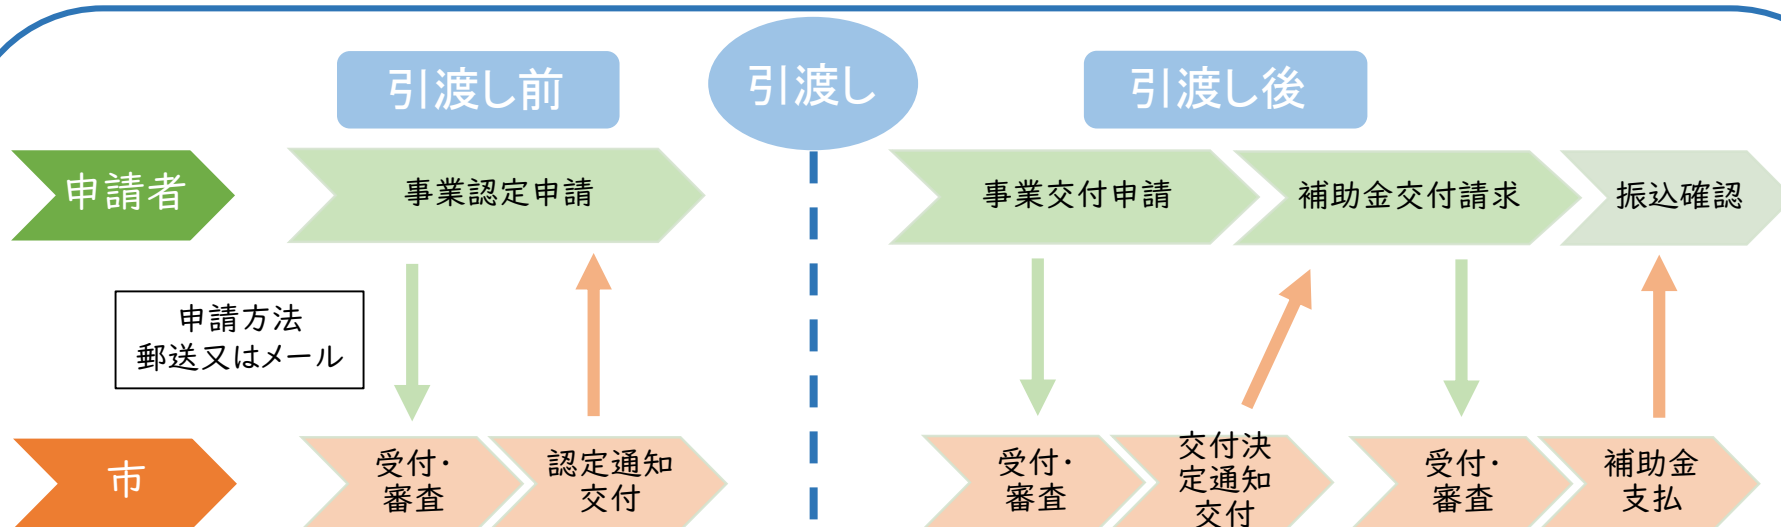 引渡し前
引渡し
引渡し後
申請者
事業認定申請
事業交付申請
補助金交付請求
振込確認
申請方法
郵送又はメール
市
受付・
審査
認定通知
交付
受付・
審査
交付決
定通知
交付
受付・
審査
補助金
支払